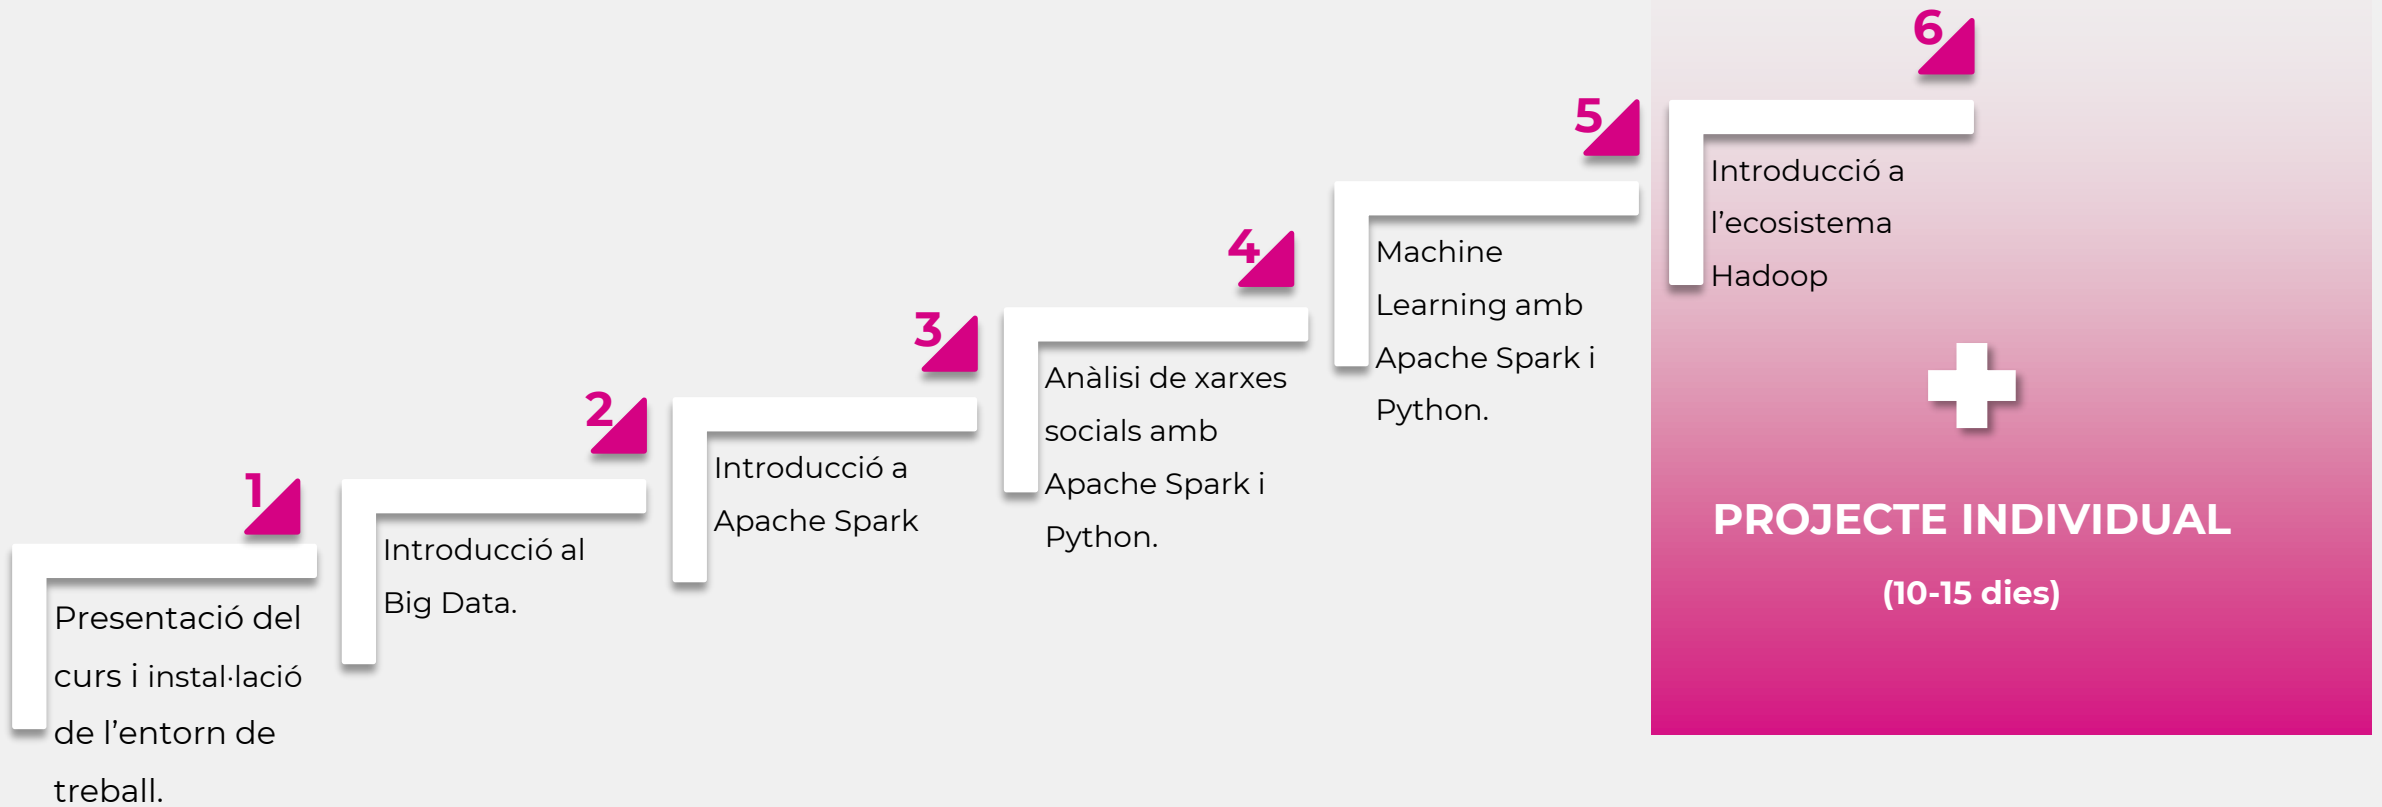 1
Presentació del
curs i instal·lació
de l’entorn de
treball.
2
Introducció al
Big Data.
3
Introducció a
Apache Spark
4
Anàlisi de xarxes
socials amb
Apache Spark i
Python.
5
Machine
Learning amb
Apache Spark i
Python.
6
Introducció a
l’ecosistema
Hadoop
PROJECTE INDIVIDUAL
(10-15 dies)